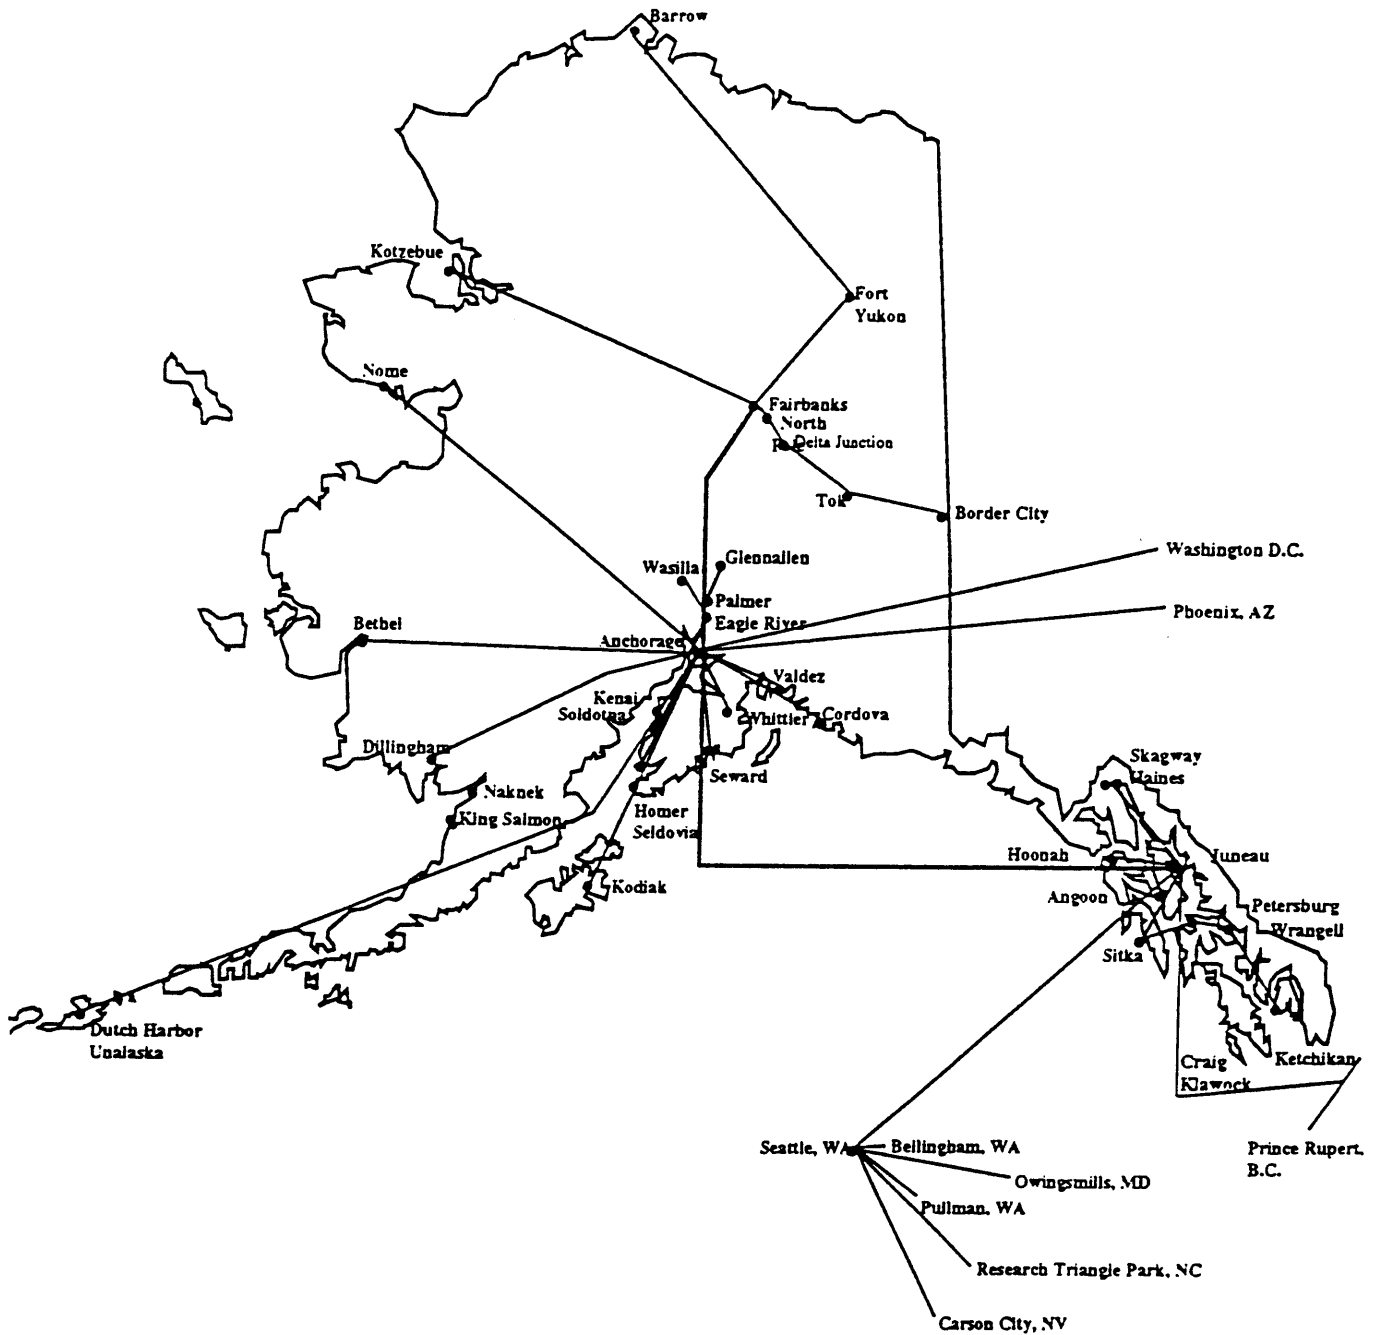 Barrow
Kotzebue
Fort
Yukon
Nome
Fairbanks
North
Delta Junction
Tok
Border City
Washington D.C.
Glennallen
Wasilla
Palmer
Phoenix, AZ
Eagle River
Bethel
Anchorage
Valdez
Kenai
Soldotna
Whittier
Cordova
Dillingham
Skagway
Haines
Seward
Naknek
King Salmon
Homer
Seldovia
Hoonah
Juneau
Kodiak
Angoon
Petersburg
Wrangell
Sitka
Dutch Harbor
Unalaska
Craig
Klawock
Ketchikan
Seattle, WA
Bellingham, WA
Prince Rupert,
B.C.
Owingsmills, MD
Pullman, WA
Research Triangle Park, NC
Carson City, NV